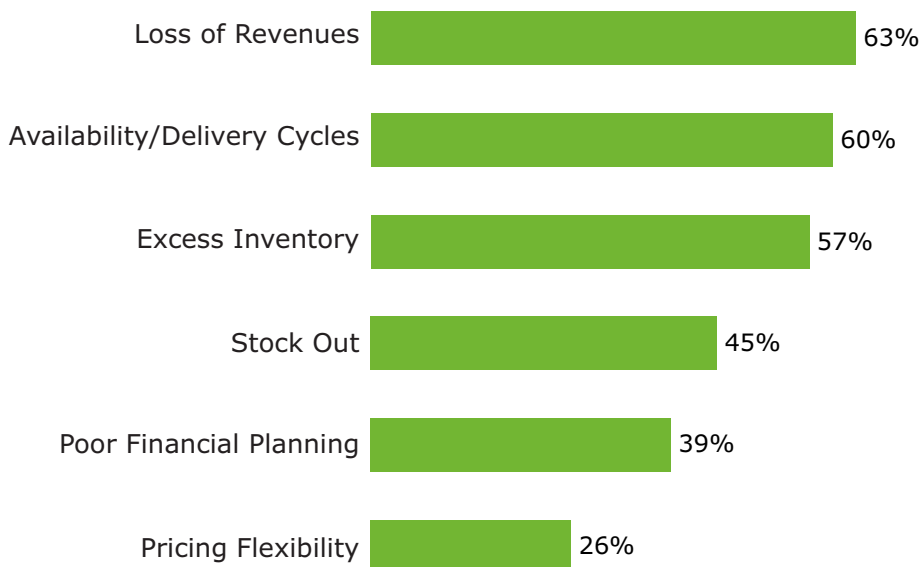 Loss of Revenues 63%
Availability/Delivery Cycles 60%
Excess Inventory 57%
Stock Out 45%
Poor Financial Planning 39%
Pricing Flexibility 26%